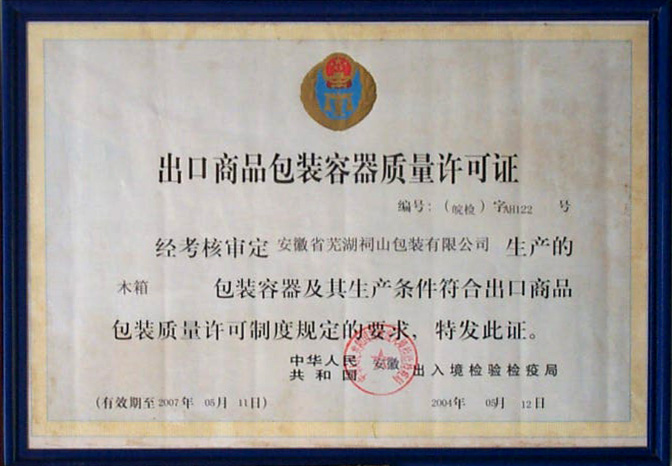 出口商品包装容器质量许可证
编号：（皖检）字AH122 号
经考核审定 安徽省芜湖祠山包装有限公司 生产的
木箱 包装容器及其生产条件符合出口商品
包装质量许可制度规定的要求，特发此证。
中华人民共和国 安徽 出入境检验检疫局
(有效期至2007年 05月 11日) 2004年 05月 12日